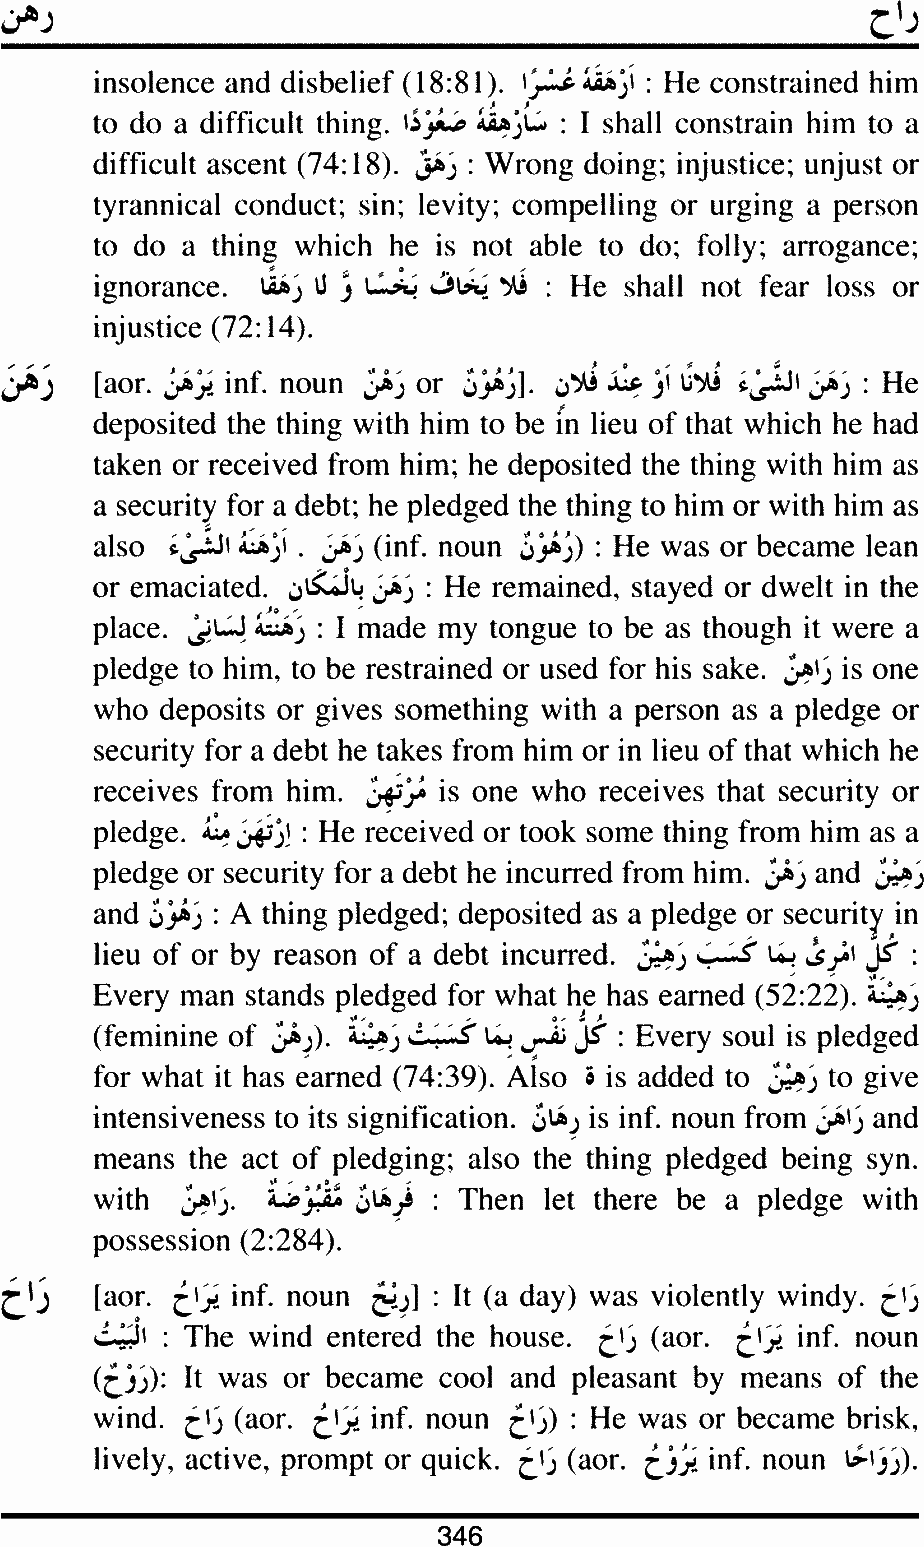 رهن راح
insolence and disbelief (18:81). اَرْهَقَهُ عُسْرًا : He constrained him
to do a difficult thing. سَاُرْهِقُهُ صَعُوْدًا : I shall constrain him to a
difficult ascent (74:18). رَهَقٌ : Wrong doing; injustice; unjust or
tyrannical conduct; sin; levity; compelling or urging a person
to do a thing which he is not able to do; folly; arrogance;
ignorance. فَلَا يَخَافُ بَخْسًا وَّ لَا رَهَقًا : He shall not fear loss or
injustice (72:14).
رَهَنَ [aor. يَرْهَنُ inf. noun رَهْنٌ or رُهُوْنٌ]. رَهَنَ الشَّىْءَ فُلَانًا اَوْ عِنْدَ فُلَانٍ : He
deposited the thing with him to be in lieu of that which he had
taken or received from him; he deposited the thing with him as
a security for a debt; he pledged the thing to him or with him as
also اَرْهَنَهُ الشَّيْءَ . رَهَنَ (inf. noun رُهُوْنٌ) : He was or became lean
or emaciated. رَهَنَ بِالْمَكَان : He remained, stayed or dwelt in the
place. رَهَنْتُهُ لِسَانِىْ : I made my tongue to be as though it were a
pledge to him, to be restrained or used for his sake. رَاهِنٌ is one
who deposits or gives something with a person as a pledge or
security for a debt he takes from him or in lieu of that which he
receives from him. مُرْتَهِنٌ is one who receives that security or
pledge. اِرْتَهَنَ مِنْهُ : He received or took some thing from him as a
pledge or security for a debt he incurred from him. رَهْنٌ and رَهِيْنٌ
and رَهُوْنٌ : A thing pledged; deposited as a pledge or security in
lieu of or by reason of a debt incurred. كُلُّ امْرِئٍ بِمَا كَسَبَ رَهِيْنٌ :
Every man stands pledged for what he has earned (52:22). رَهِيْنَةٌ
(feminine of رِهْنٌ). كُلُّ نَفْسٍ بِمَا كَسَبَتْ رَهِيْنَةٌ : Every soul is pledged
for what it has earned (74:39). Also ة is added to رَهِيْنٌ to give
intensiveness to its signification. رِهَانٌ is inf. noun from رَاهَنَ and
means the act of pledging; also the thing pledged being syn.
with رَاهِنٌ. فَرِهَانٌ مَّقْبُوْضَةٌ : Then let there be a pledge with
possession (2:284).
رَاحَ [aor. يَرَاحُ inf. noun رِيْحٌ] : It (a day) was violently windy. رَاحَ
الْبَيْتُ : The wind entered the house. رَاحَ (aor. يَرَاحُ inf. noun
(رَوْحٌ): It was or became cool and pleasant by means of the
wind. رَاحَ (aor. يَرَاحُ inf. noun رَاحٌ) : He was or became brisk,
lively, active, prompt or quick. رَاحَ (aor. يَرُوْحُ inf. noun رَوَاحًا).
346